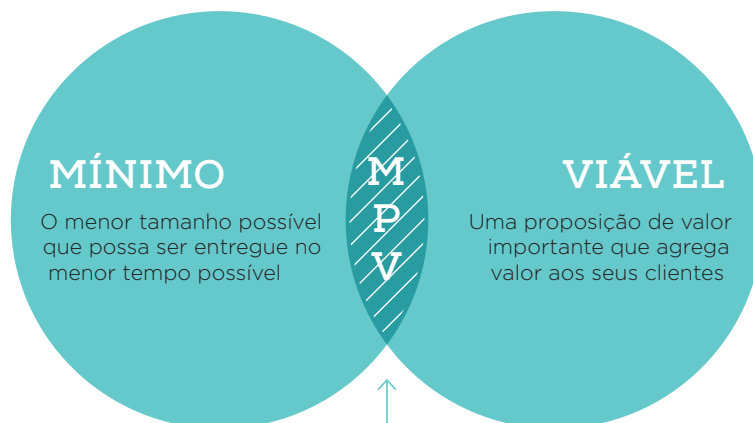 MÍNIMO
O menor tamanho possível
que possa ser entregue no
menor tempo possível
M
P
V
VIÁVEL
Uma proposição de valor
importante que agrega
valor aos seus clientes